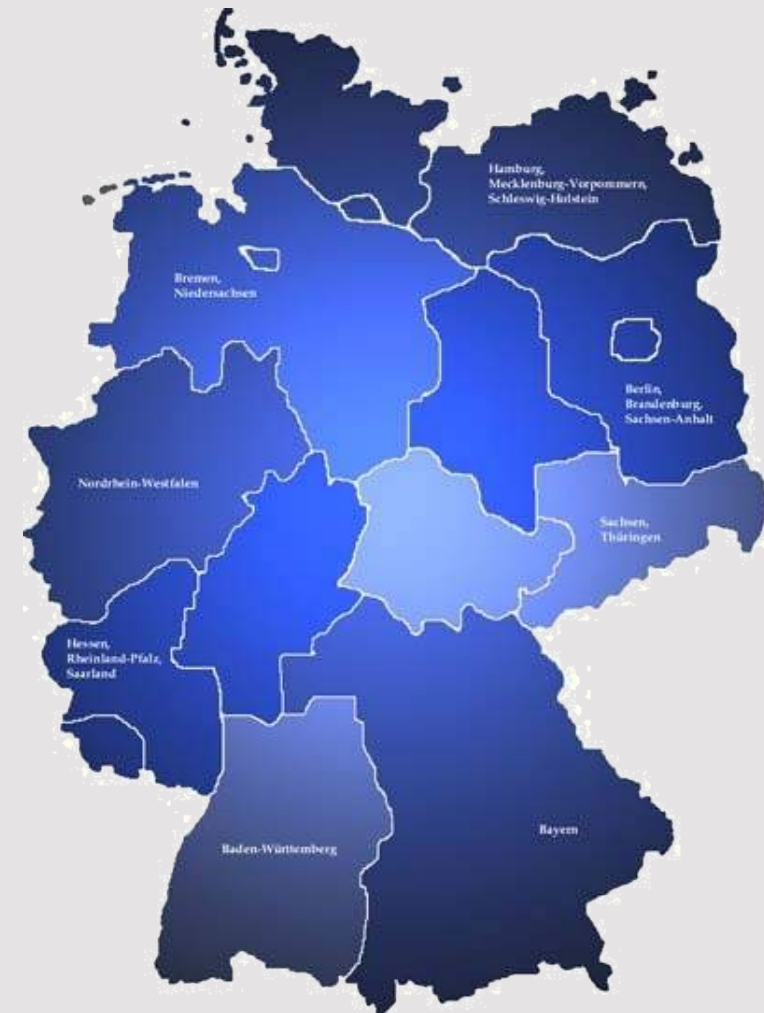 Hamburg,
Mecklenburg-Vorpommern,
Schleswig-Holstein
Bremen,
Niedersachsen
Berlin,
Brandenburg,
Sachsen-Anhalt
Nordrhein-Westfalen
Sachsen,
Thüringen
Hessen,
Rheinland-Pfalz,
Saarland
Bayern
Baden-Württemberg